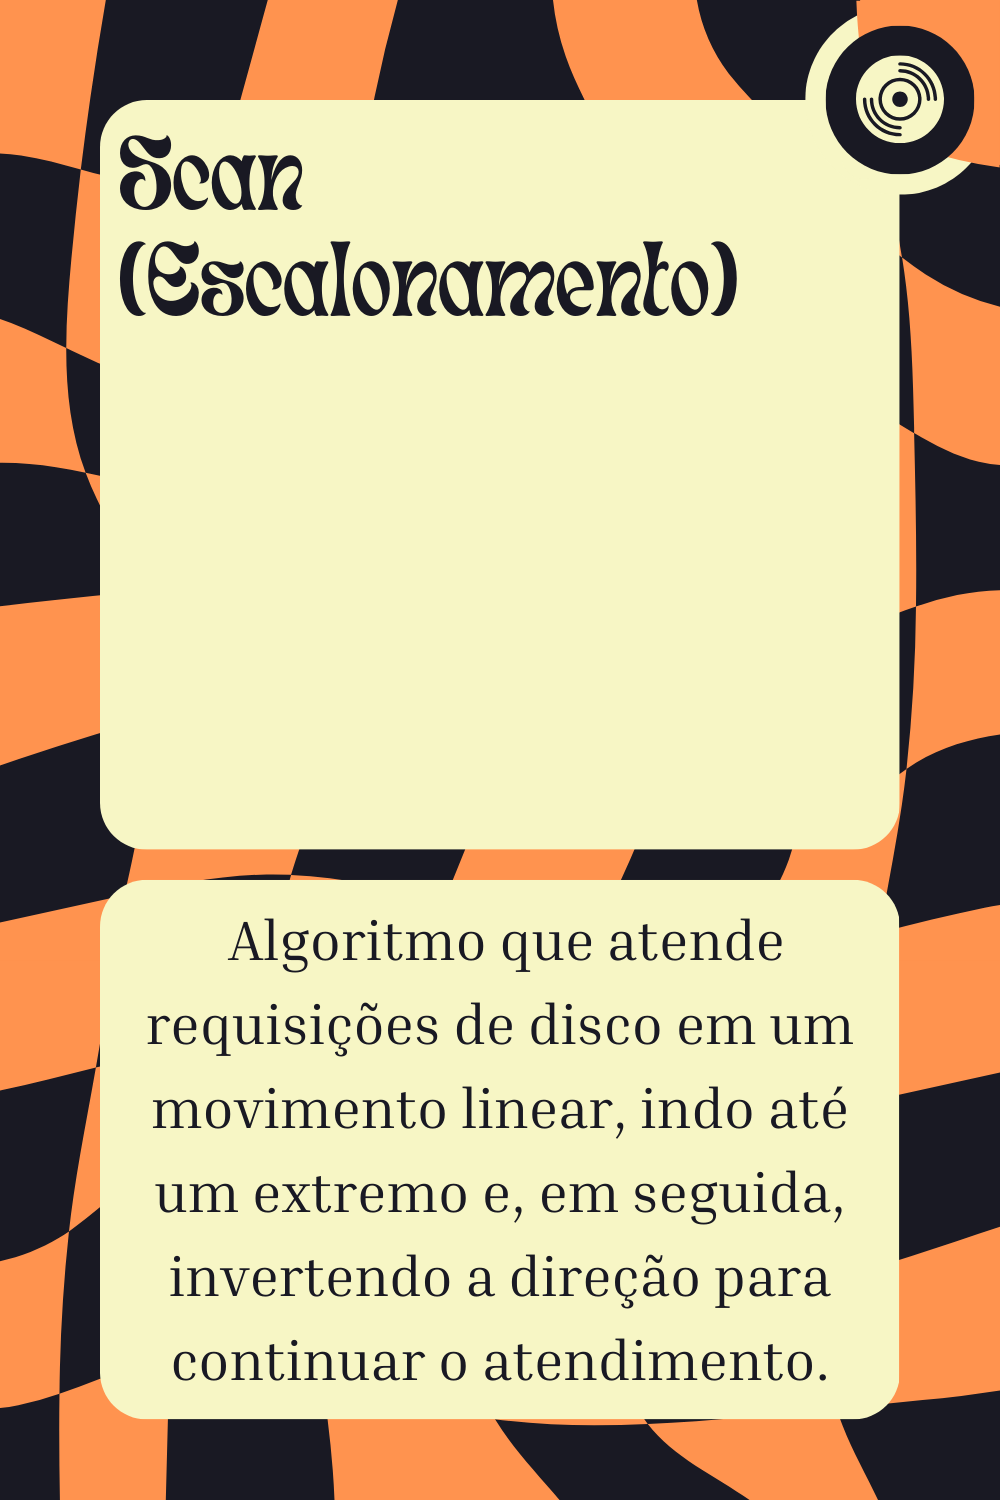 Scan
(Escalonamento)
Algoritmo que atende
requisições de disco em um
movimento linear, indo até
um extremo e, em seguida,
invertendo a direção para
continuar o atendimento.